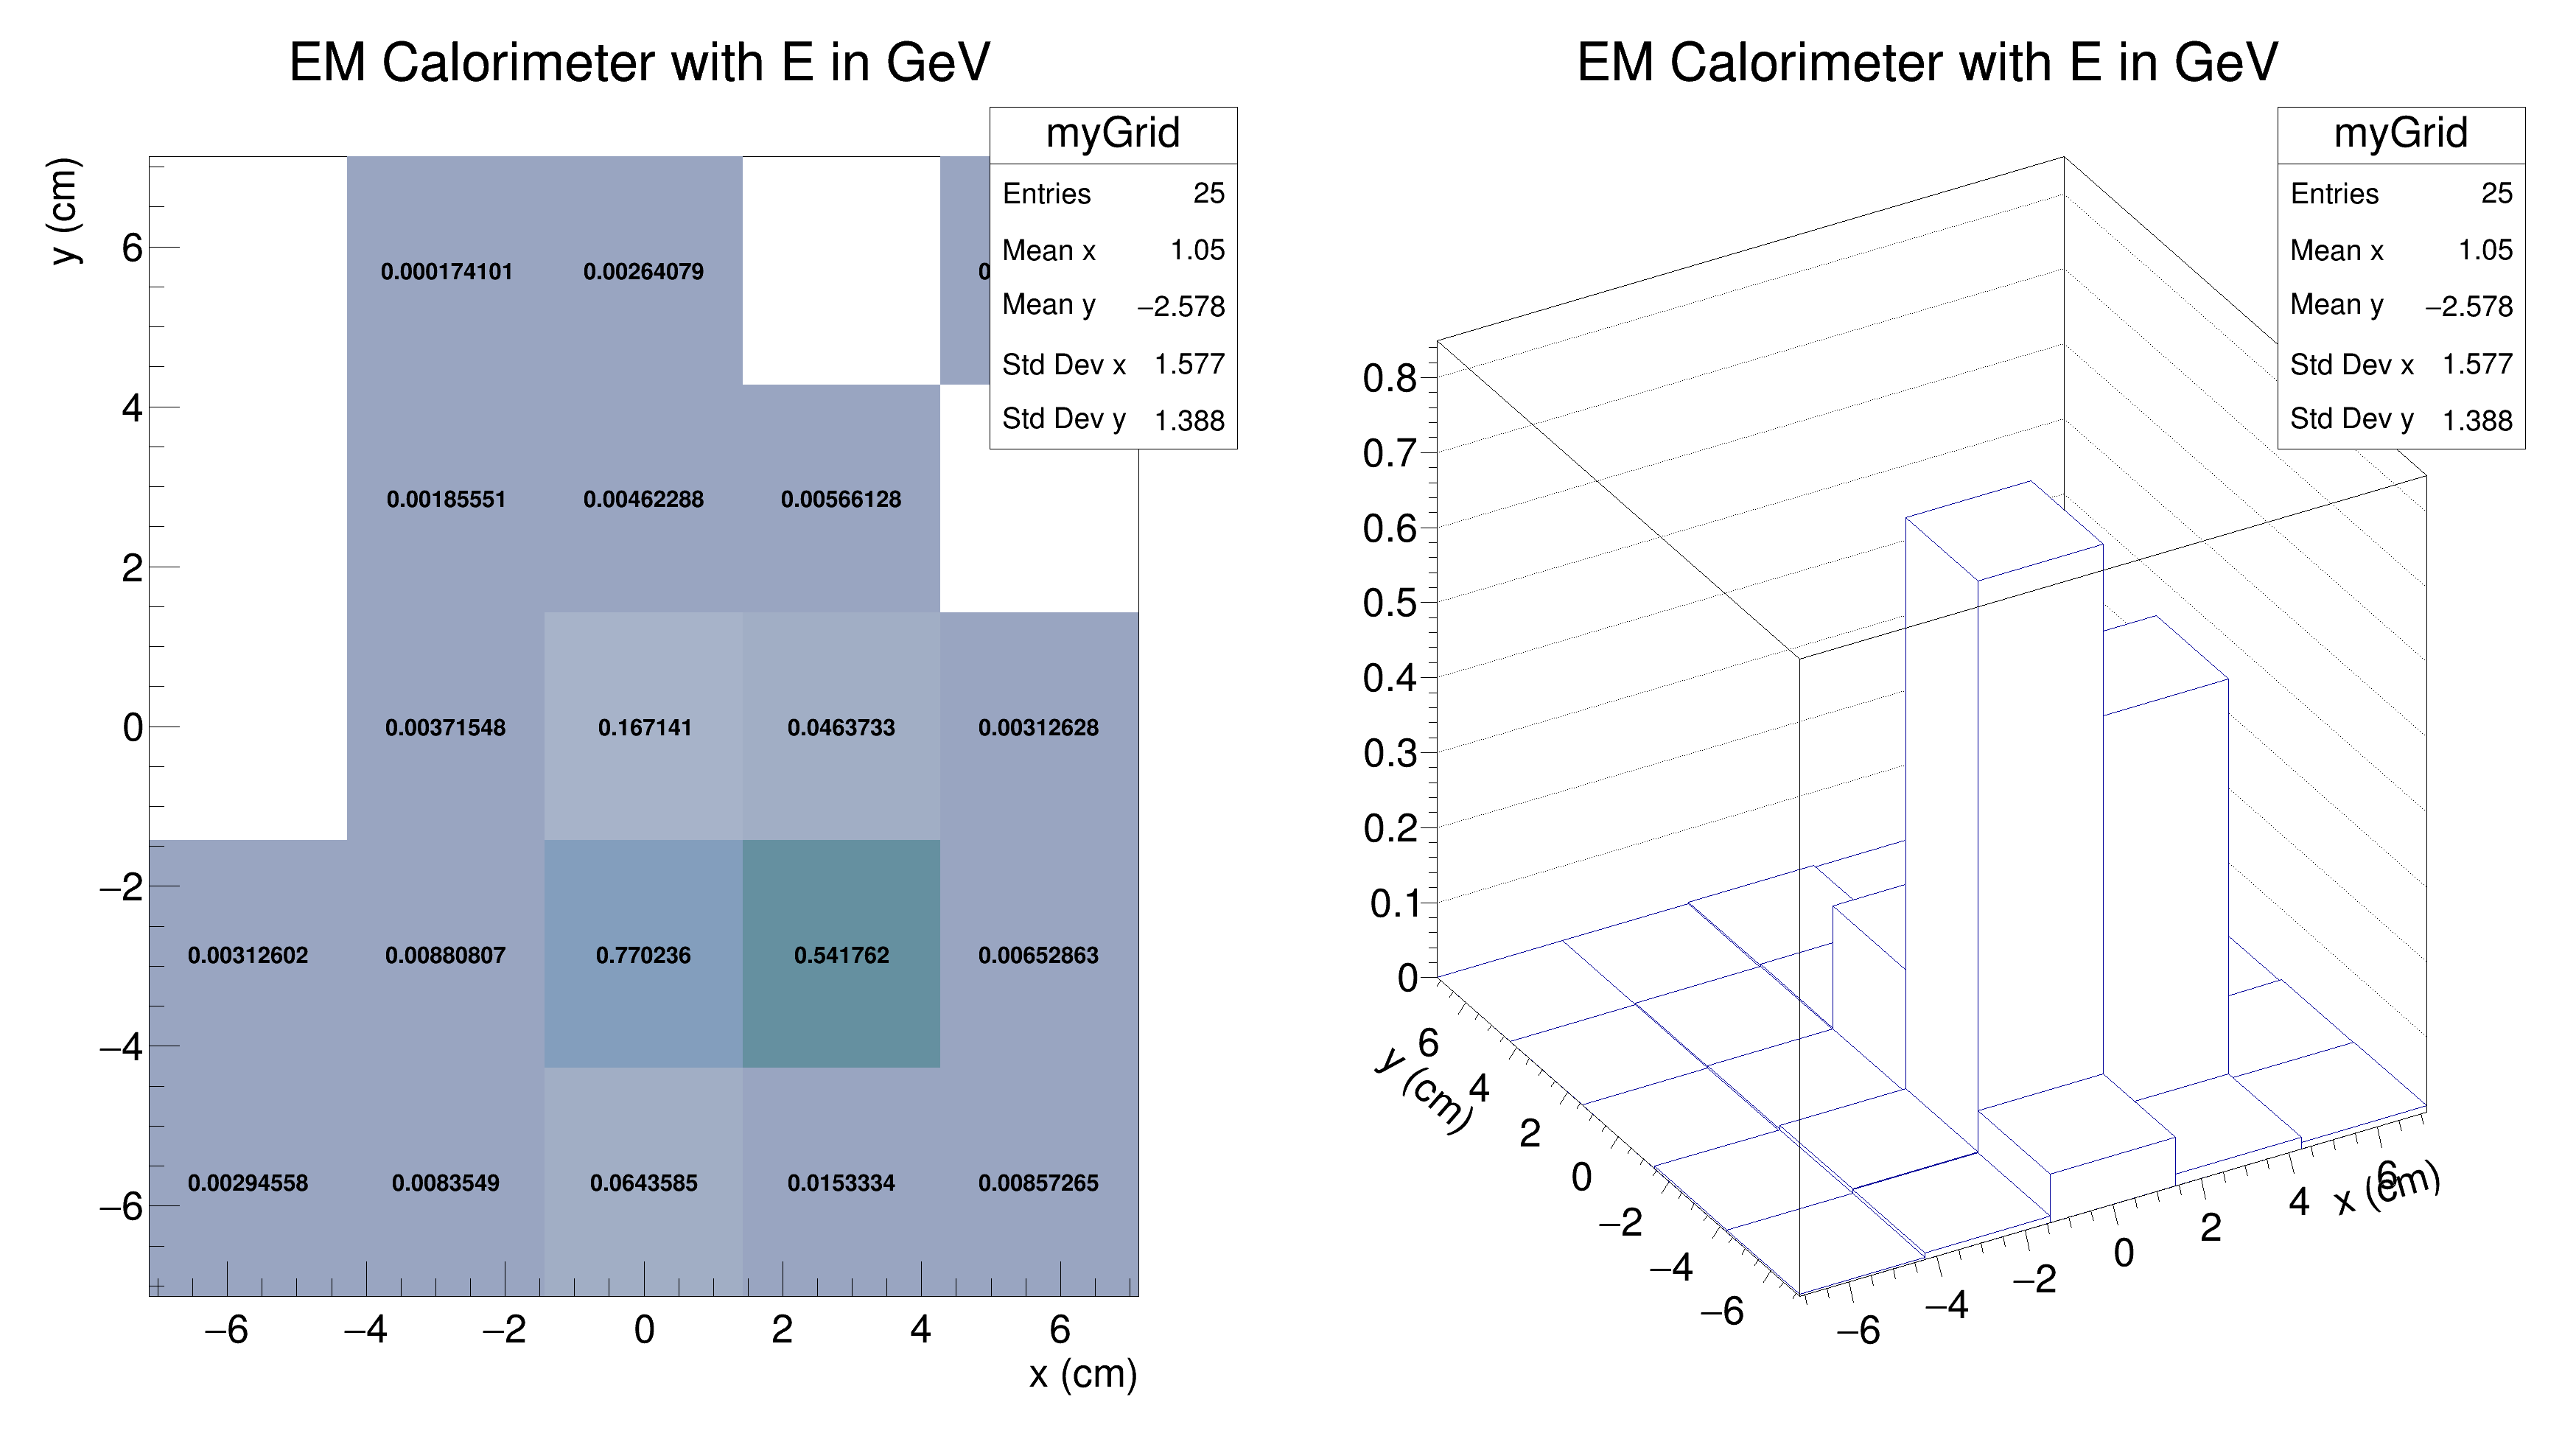 EM Calorimeter with E in GeV
myGrid
Entries 25
Mean x 1.05
Mean y −2.578
Std Dev x 1.577
Std Dev y 1.388
y (cm)
6
4
2
0
−2
−4
−6
0.000174101 0.00264079 0
0.00185551 0.00462288 0.00566128
0.00371548 0.167141 0.0463733 0.00312628
0.00312602 0.00880807 0.770236 0.541762 0.00652863
0.00294558 0.0083549 0.0643585 0.0153334 0.00857265
−6 −4 −2 0 2 4 6
x (cm)
EM Calorimeter with E in GeV
myGrid
Entries 25
Mean x 1.05
Mean y −2.578
Std Dev x 1.577
Std Dev y 1.388
0.8
0.7
0.6
0.5
0.4
0.3
0.2
0.1
0
6
4
2
0
−2
−4
−6
y (cm)
−6
−4
−2
0
2
4
6
x (cm)